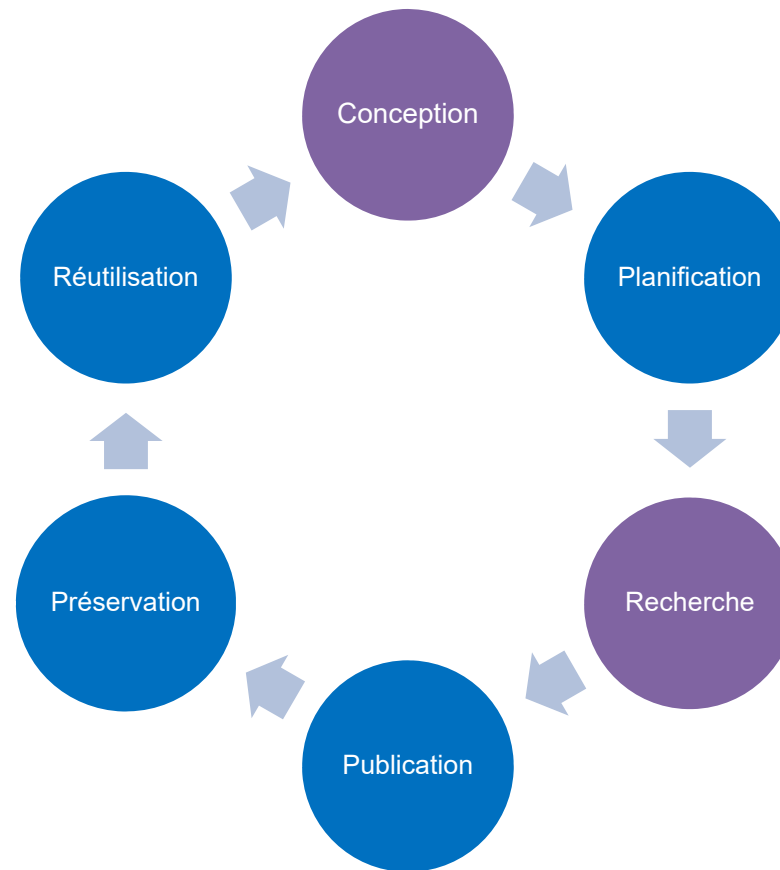 Conception
Planification
Recherche
Publication
Préservation
Réutilisation